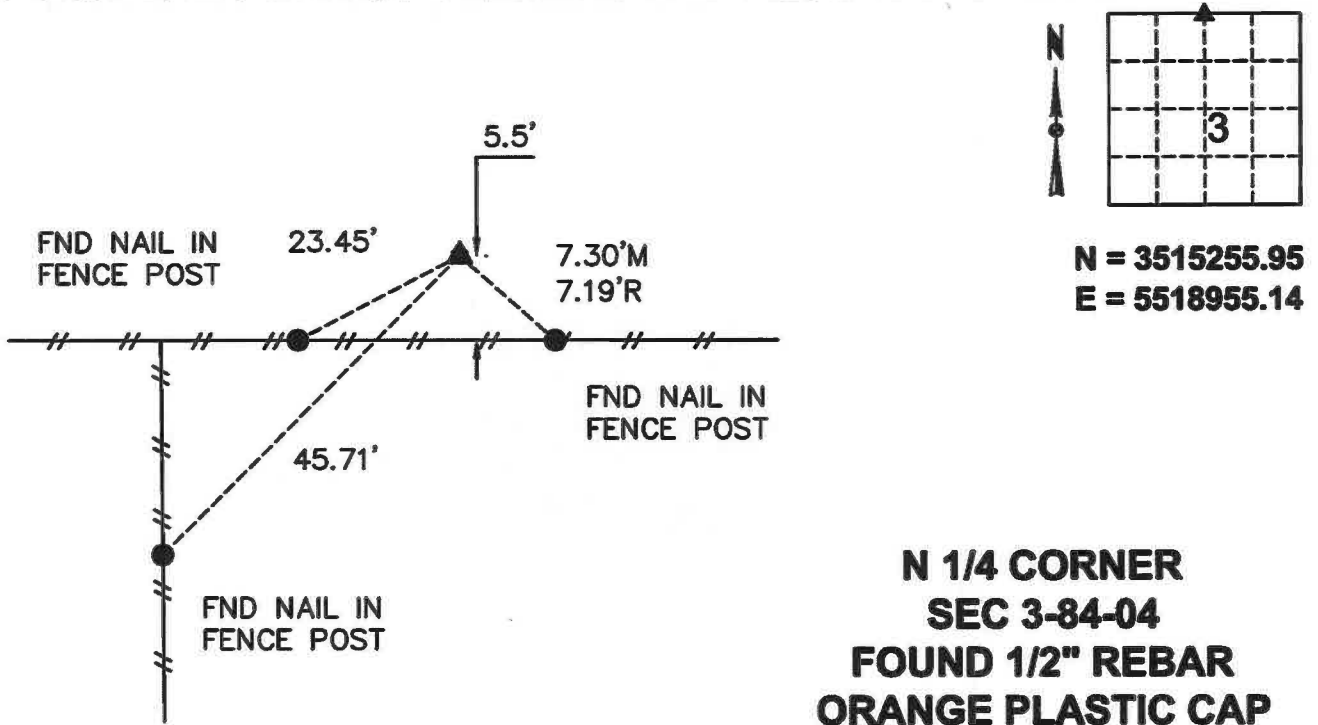 5.5'
N
3
FND NAIL IN
FENCE POST
23.45'
7.30'M
7.19'R
N = 3515255.95
E = 5518955.14
FND NAIL IN
FENCE POST
45.71'
FND NAIL IN
FENCE POST
N 1/4 CORNER
SEC 3-84-04
FOUND 1/2" REBAR
ORANGE PLASTIC CAP